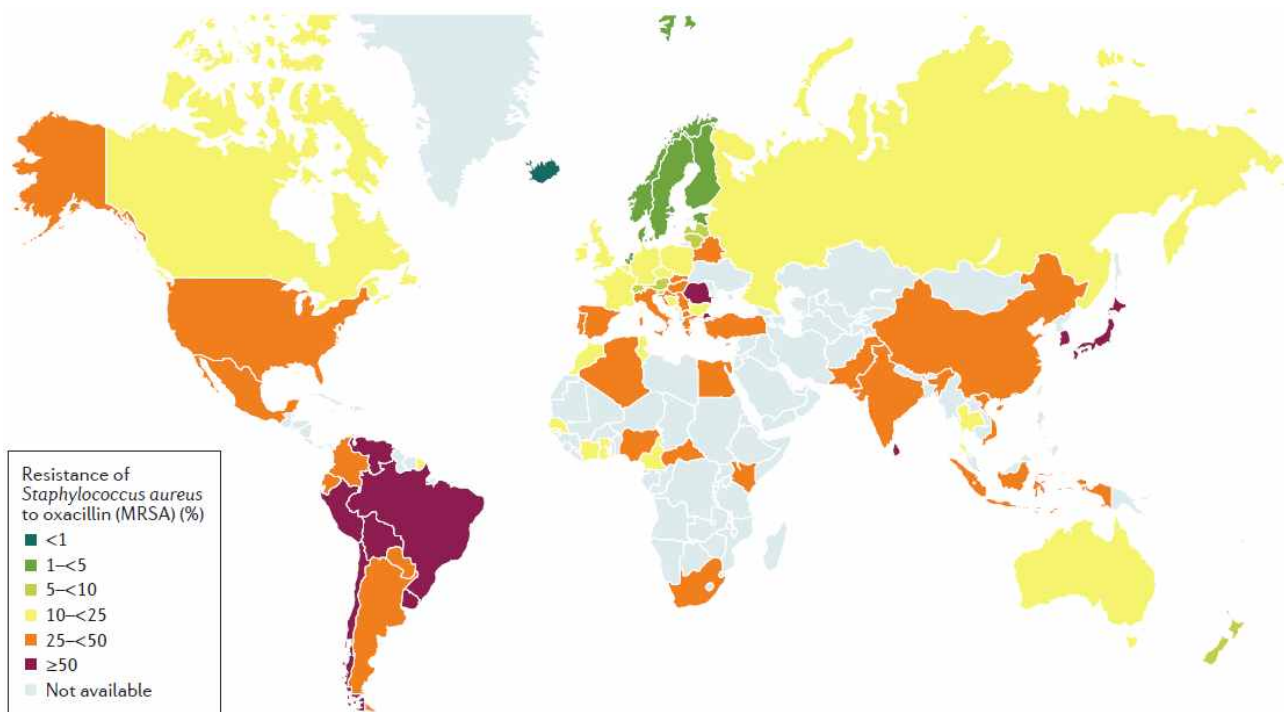 Resistance of
Staphylococcus aureus
to oxacillin (MRSA) (%)
<1
1–<5
5–<10
10–<25
25–<50
≥50
Not available